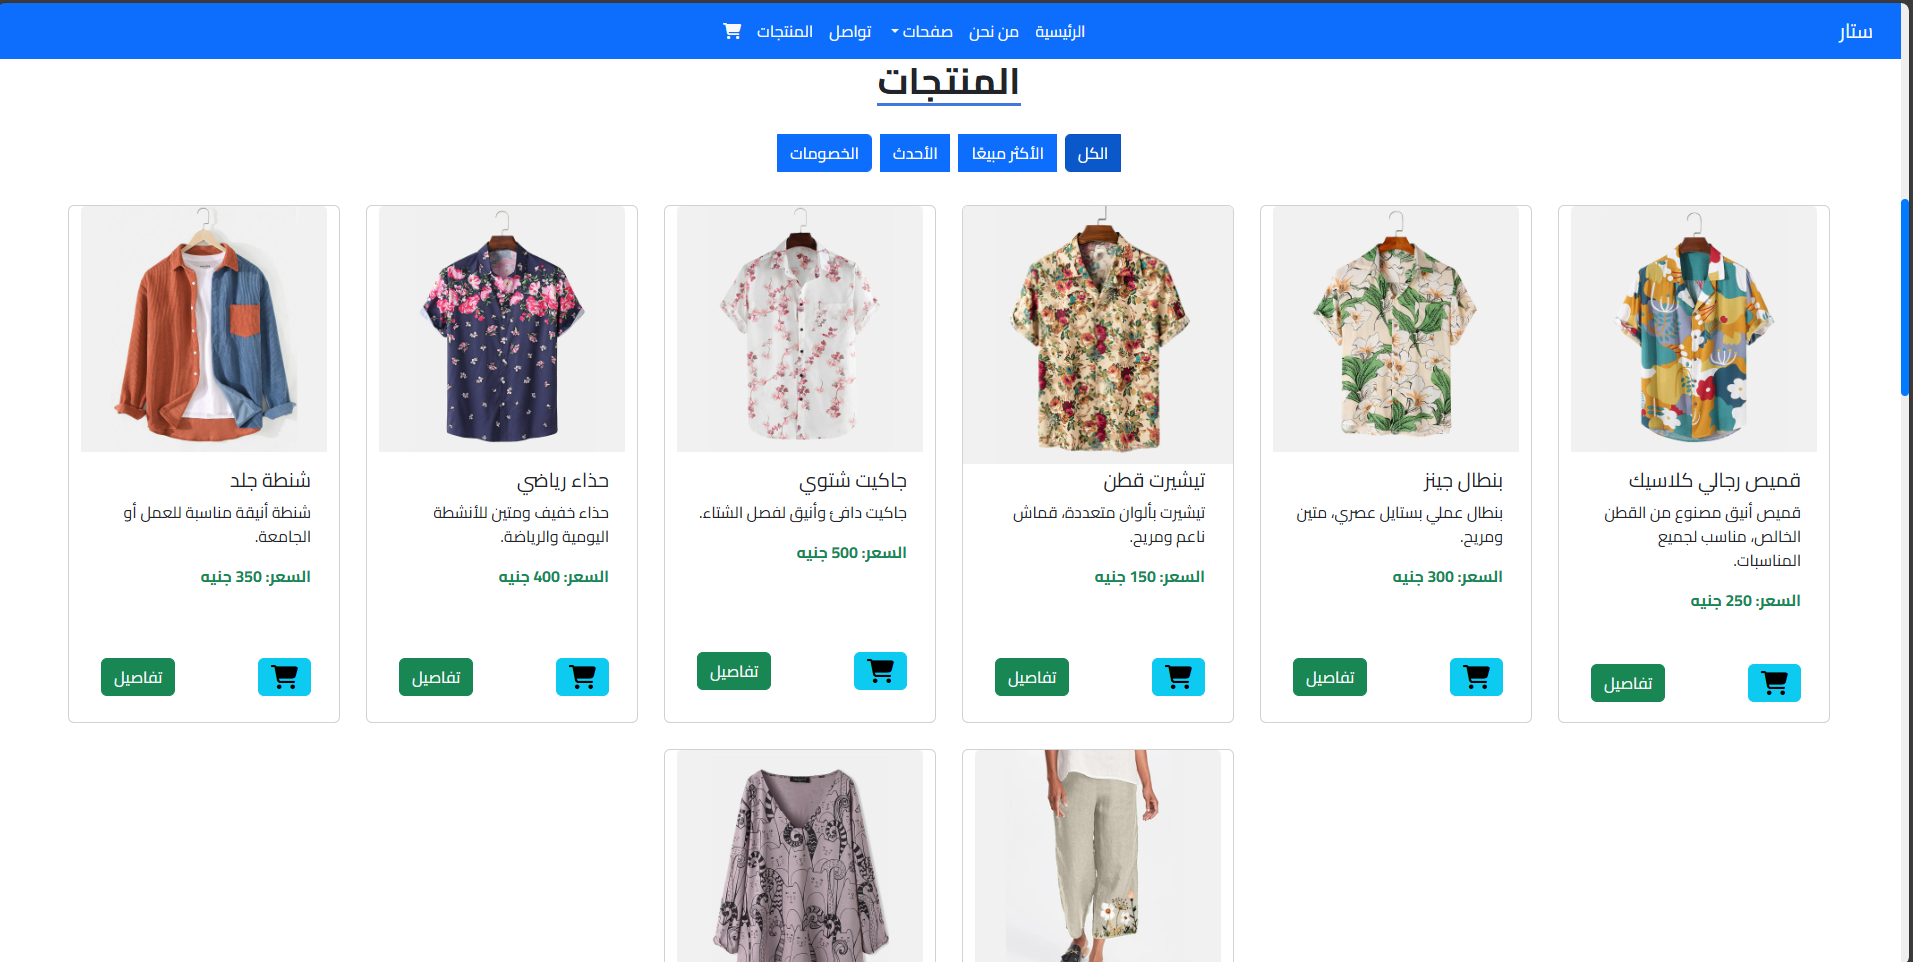 ستار
الرئيسية
من نحن
صفحات
تواصل
المنتجات
المنتجات
الكل
الأكثر مبيعًا
الأحدث
الخصومات
قميص رجالي كلاسيك
قميص أنيق مصنوع من القطن
الخالص، مناسب لجميع
المناسبات.
السعر: 250 جنيه
تفاصيل
بنطال جينز
بنطال عملي بستايل عصري، متين
ومريح.
السعر: 300 جنيه
تفاصيل
تيشيرت قطن
تيشيرت بألوان متعددة، قماش
ناعم ومريح.
السعر: 150 جنيه
تفاصيل
جاكيت شتوي
جاكيت دافئ وأنيق لفصل الشتاء.
السعر: 500 جنيه
تفاصيل
حذاء رياضي
حذاء خفيف ومتين للأنشطة
اليومية والرياضة.
السعر: 400 جنيه
تفاصيل
شنطة جلد
شنطة أنيقة مناسبة للعمل أو
الجامعة.
السعر: 350 جنيه
تفاصيل